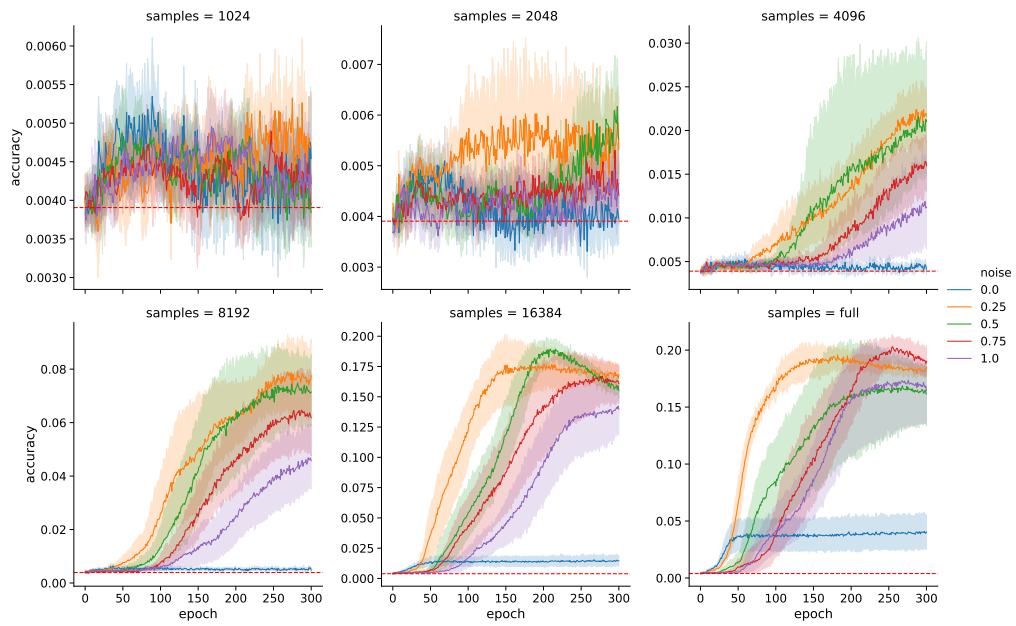 samples = 1024
samples = 2048
samples = 4096
accuracy
0.0060
0.0055
0.0050
0.0045
0.0040
0.0035
0.0030
0.007
0.006
0.005
0.004
0.003
0.030
0.025
0.020
0.015
0.010
0.005
samples = 8192
samples = 16384
samples = full
accuracy
0.08
0.06
0.04
0.02
0.00
0.200
0.175
0.150
0.125
0.100
0.075
0.050
0.025
0.000
0.20
0.15
0.10
0.05
0.00
0 50 100 150 200 250 300
0 50 100 150 200 250 300
0 50 100 150 200 250 300
epoch
epoch
epoch
noise
0.0
0.25
0.5
0.75
1.0